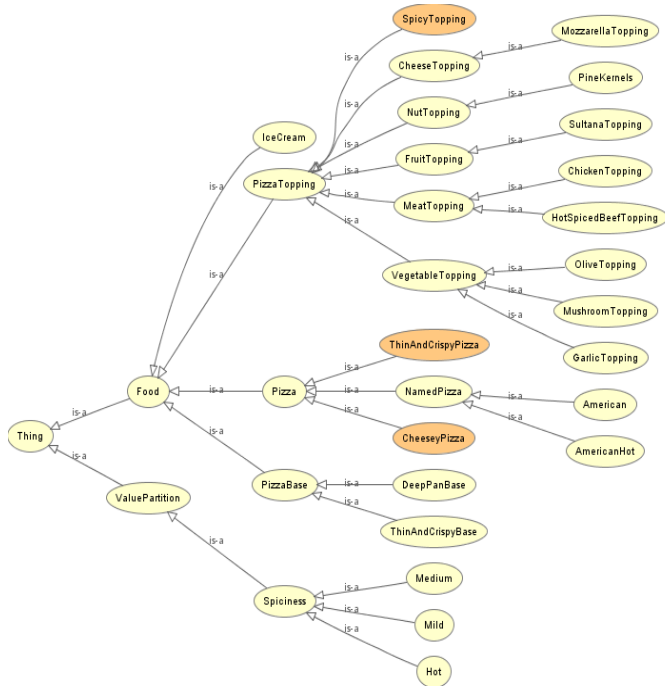 SpicyTopping
MozzarellaTopping
is-a
CheeseTopping
is-a
is-a
PineKernels
is-a
NutTopping
is-a
SultanaTopping
IceCream
is-a
FruitTopping
is-a
ChickenTopping
PizzaTopping
is-a
is-a
MeatTopping
is-a
HotSpicedBeefTopping
is-a
is-a
VegetableTopping
is-a
OliveTopping
is-a
is-a
MushroomTopping
is-a
ThinAndCrispyPizza
GarlicTopping
is-a
Food
is-a
Pizza
is-a
NamedPizza
is-a
American
is-a
is-a
Thing
is-a
CheeseyPizza
is-a
AmericanHot
is-a
PizzaBase
is-a
DeepPanBase
ValuePartition
is-a
ThinAndCrispyBase
is-a
Medium
is-a
Spiciness
is-a
Mild
is-a
Hot